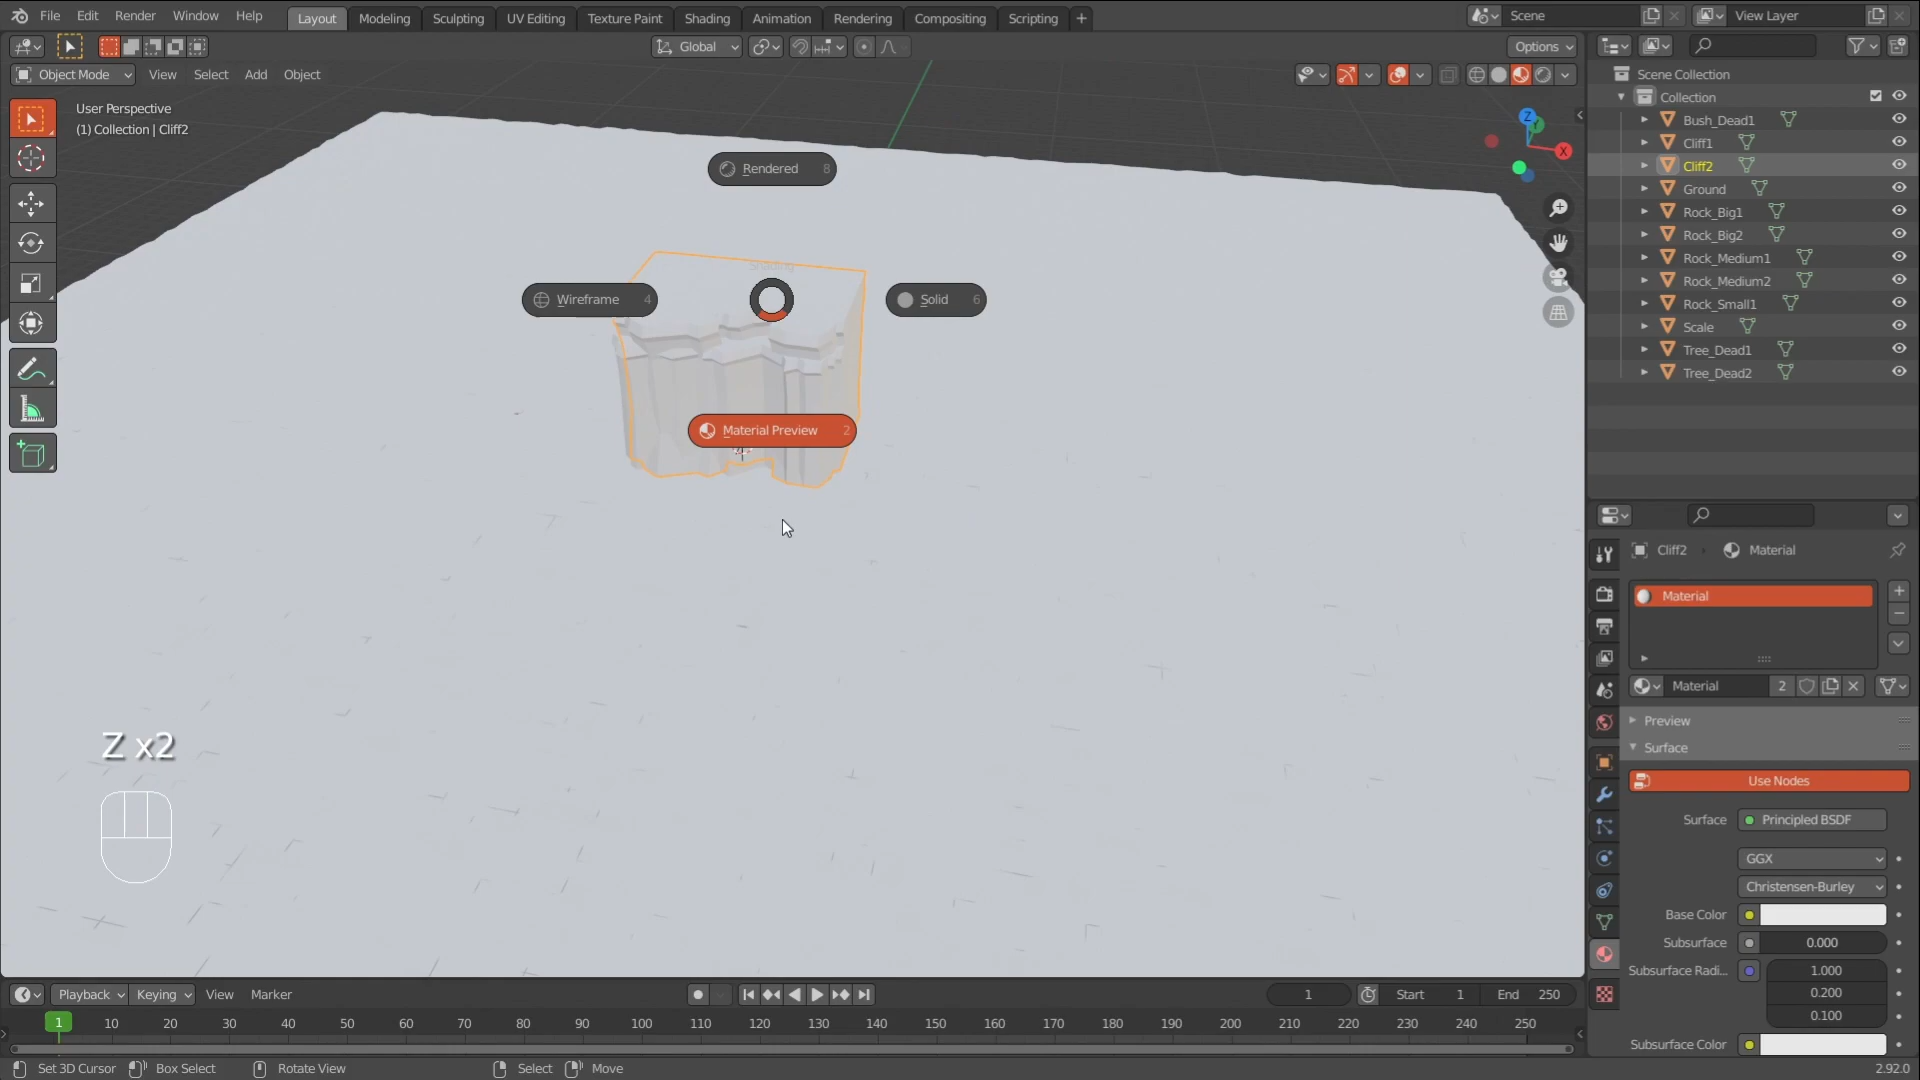 File Edit Render Window Help Layout Modeling Sculpting UV Editing Texture Paint Shading Animation Rendering Compositing Scripting + Scene View Layer
Global Options
Object Mode View Select Add Object
User Perspective
(1) Collection | Cliff2
Scene Collection
Collection
Bush_Dead1
Cliff1
Cliff2
Ground
Rock_Big1
Rock_Big2
Rock_Medium1
Rock_Medium2
Rock_Small1
Scale
Tree_Dead1
Tree_Dead2
Z
X
Rendered 8
Shading
Wireframe 4
Solid 6
Material Preview 2
Z x2
Cliff2 Material
Material
Material 2
Preview
Surface
Use Nodes
Surface Principled BSDF
GGX
Christensen-Burley
Base Color
Subsurface 0.000
Subsurface Radi... 1.000
0.200
0.100
Subsurface Color
Playback Keying View Marker 1 Start 1 End 250
1 10 20 30 40 50 60 70 80 90 100 110 120 130 140 150 160 170 180 190 200 210 220 230 240 250
Set 3D Cursor Box Select Rotate View Select Move 2.92.0